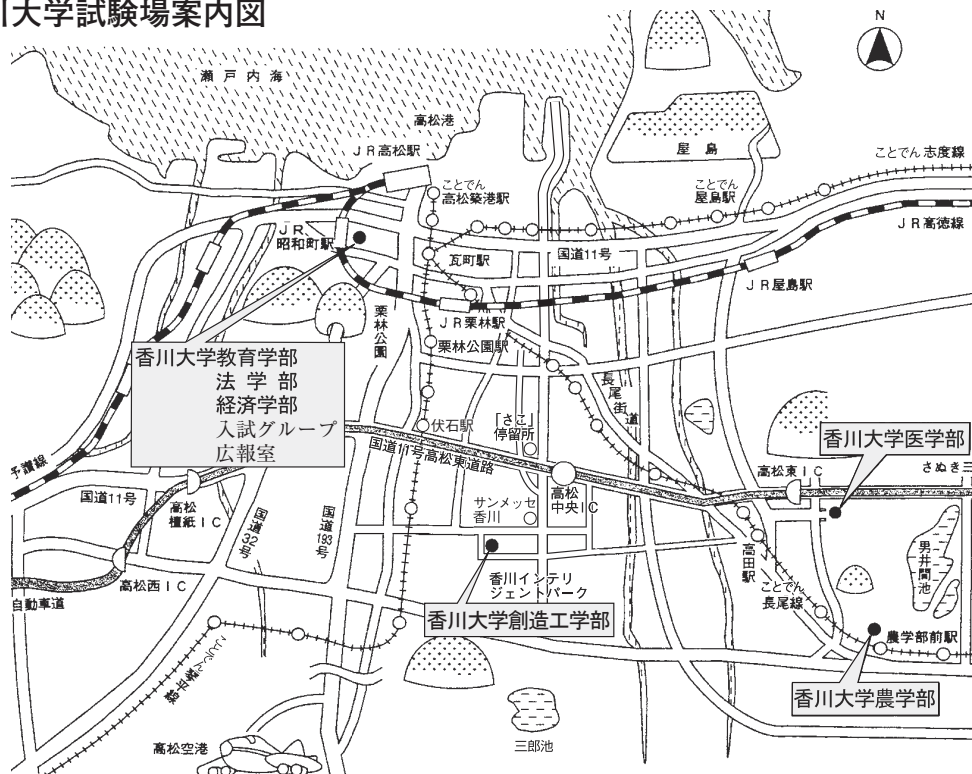 川大学試験場案内図
N
瀬戸内海
高松港
JR高松駅
屋島
ことでん志度線
ことでん
高松築港駅
ことでん
屋島駅
JR高徳線
JR
昭和町駅
瓦町駅
国道11号
JR屋島駅
栗林公園
JR栗林駅
栗林公園駅
香川大学教育学部
法学部
経済学部
入試グループ
広報室
長尾街道
伏石駅
「さこ」
停留所
国道11号高松東道路
香川大学医学部
高松東IC
さぬき三
予讃線
国道11号
高松
檀紙IC
国道32号
国道193号
サンメッセ
香川
高松
中央IC
男井間池
高田駅
高松西IC
自動車道
香川インテリ
ジェントパーク
ことでん
長尾線
香川大学創造工学部
農学部前駅
ことでん琴平線
香川大学農学部
高松空港
三郎池